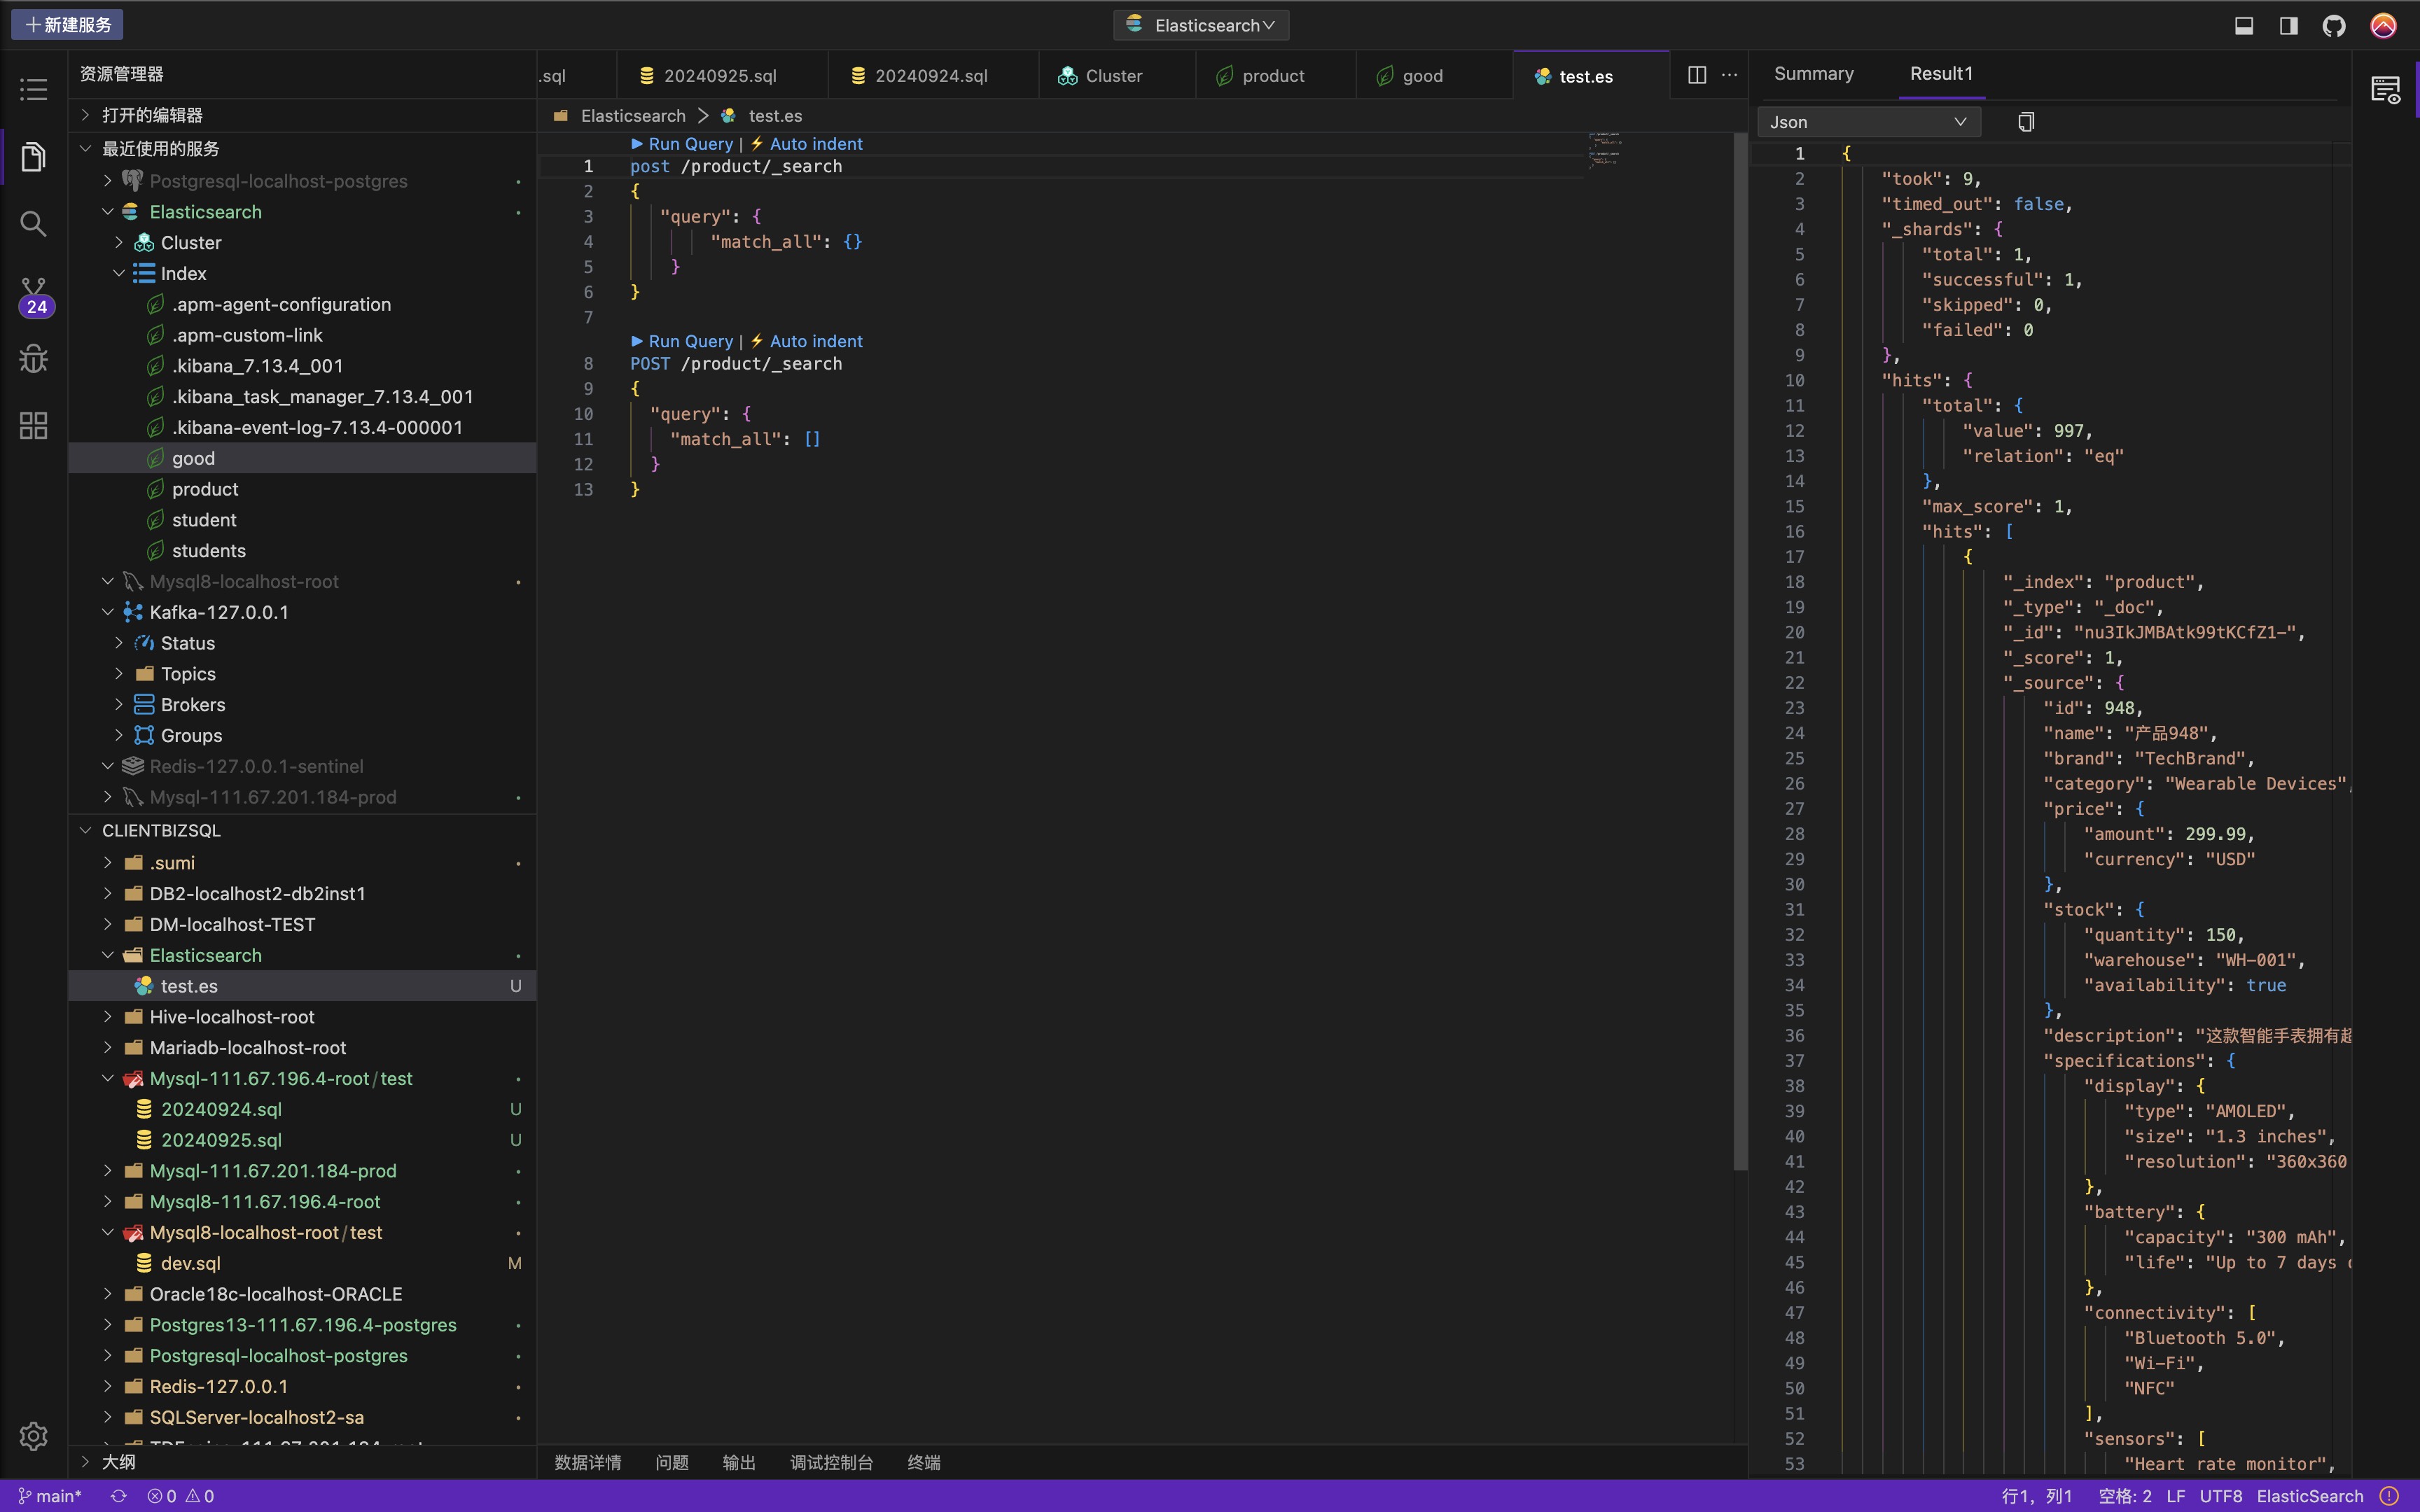 新建服务
Elasticsearch
资源管理器
打开的编辑器
最近使用的服务
Postgresql-localhost-postgres
Elasticsearch
Cluster
Index
.apm-agent-configuration
.apm-custom-link
.kibana_7.13.4_001
.kibana_task_manager_7.13.4_001
.kibana-event-log-7.13.4-000001
good
product
student
students
Mysql8-localhost-root
Kafka-127.0.0.1
Status
Topics
Brokers
Groups
Redis-127.0.0.1-sentinel
Mysql-111.67.201.184-prod
CLIENTBIZSQL
.sumi
DB2-localhost2-db2inst1
DM-localhost-TEST
Elasticsearch
test.es U
Hive-localhost-root
Mariadb-localhost-root
Mysql-111.67.196.4-root/test
20240924.sql U
20240925.sql U
Mysql-111.67.201.184-prod
Mysql8-111.67.196.4-root
Mysql8-localhost-root/test
dev.sql M
Oracle18c-localhost-ORACLE
Postgres13-111.67.196.4-postgres
Postgresql-localhost-postgres
Redis-127.0.0.1
SQLServer-localhost2-sa
大纲
24
.sql 20240925.sql 20240924.sql Cluster product good test.es
Elasticsearch > test.es
Run Query | Auto indent
1 post /product/_search
2 {
3 "query": {
4 "match_all": {}
5 }
6 }
7
Run Query | Auto indent
8 POST /product/_search
9 {
10 "query": {
11 "match_all": []
12 }
13 }
数据详情 问题 输出 调试控制台 终端
Summary Result1
Json
1 {
2 "took": 9,
3 "timed_out": false,
4 "_shards": {
5 "total": 1,
6 "successful": 1,
7 "skipped": 0,
8 "failed": 0
9 },
10 "hits": {
11 "total": {
12 "value": 997,
13 "relation": "eq"
14 },
15 "max_score": 1,
16 "hits": [
17 {
18 "_index": "product",
19 "_type": "_doc",
20 "_id": "nu3IkJMBAtk99tKCfZ1-",
21 "_score": 1,
22 "_source": {
23 "id": 948,
24 "name": "产品948",
25 "brand": "TechBrand",
26 "category": "Wearable Devices",
27 "price": {
28 "amount": 299.99,
29 "currency": "USD"
30 },
31 "stock": {
32 "quantity": 150,
33 "warehouse": "WH-001",
34 "availability": true
35 },
36 "description": "这款智能手表拥有超
37 "specifications": {
38 "display": {
39 "type": "AMOLED",
40 "size": "1.3 inches",
41 "resolution": "360x360
42 },
43 "battery": {
44 "capacity": "300 mAh",
45 "life": "Up to 7 days
46 },
47 "connectivity": [
48 "Bluetooth 5.0",
49 "Wi-Fi",
50 "NFC"
51 ],
52 "sensors": [
53 "Heart rate monitor",
main* 0 0 行1, 列1 空格: 2 LF UTF8 ElasticSearch